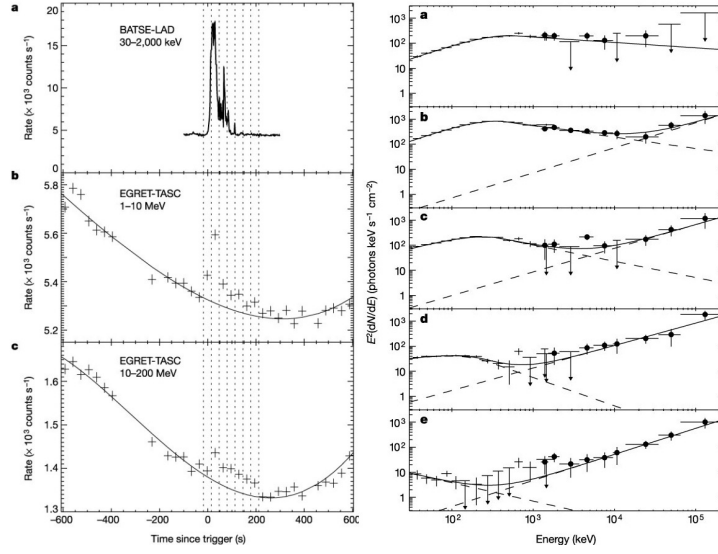 a
BATSE-LAD
30–2,000 keV
Rate (× 10³ counts s⁻¹)
20
15
10
5
0
b
EGRET-TASC
1–10 MeV
Rate (× 10³ counts s⁻¹)
5.8
5.6
5.4
5.2
c
EGRET-TASC
10–200 MeV
Rate (× 10³ counts s⁻¹)
1.6
1.5
1.4
1.3
–600 –400 –200 0 200 400 600
Time since trigger (s)
E²(dN/dE) (photons keV s⁻¹ cm⁻²)
a
10³
10²
10
1
b
10³
10²
10
1
c
10³
10²
10
1
d
10³
10²
10
1
e
10³
10²
10
1
10² 10³ 10⁴ 10⁵
Energy (keV)